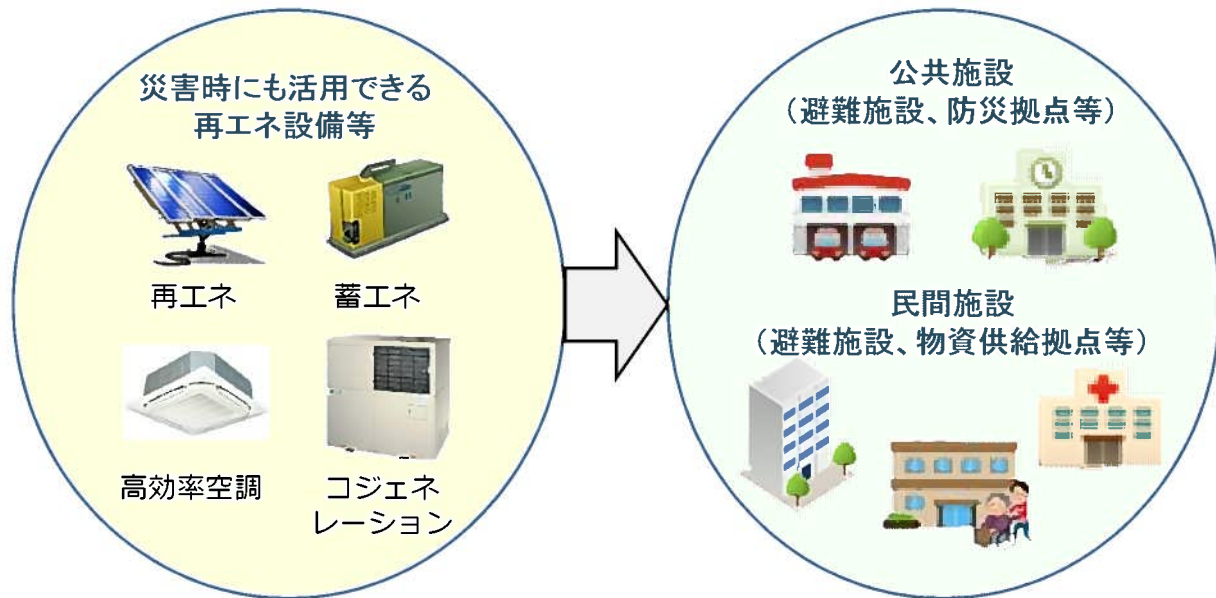 災害時にも活用できる
再エネ設備等
再エネ
蓄エネ
高効率空調
コジェネ
レーション
公共施設
（避難施設、防災拠点等）
民間施設
（避難施設、物資供給拠点等）